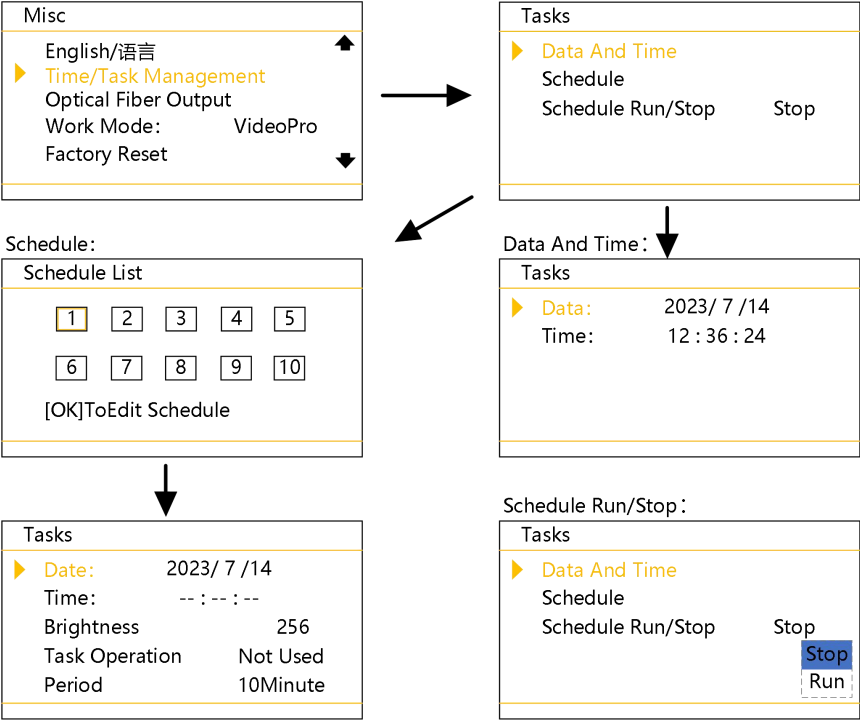 Misc
English/语言
Time/Task Management
Optical Fiber Output
Work Mode: VideoPro
Factory Reset
Tasks
Data And Time
Schedule
Schedule Run/Stop Stop
Schedule:
Schedule List
1 2 3 4 5
6 7 8 9 10
[OK]ToEdit Schedule
Data And Time:
Tasks
Data: 2023/ 7 /14
Time: 12 : 36 : 24
Tasks
Date: 2023/ 7 /14
Time: -- : -- : --
Brightness 256
Task Operation Not Used
Period 10Minute
Schedule Run/Stop:
Tasks
Data And Time
Schedule
Schedule Run/Stop Stop
Stop
Run